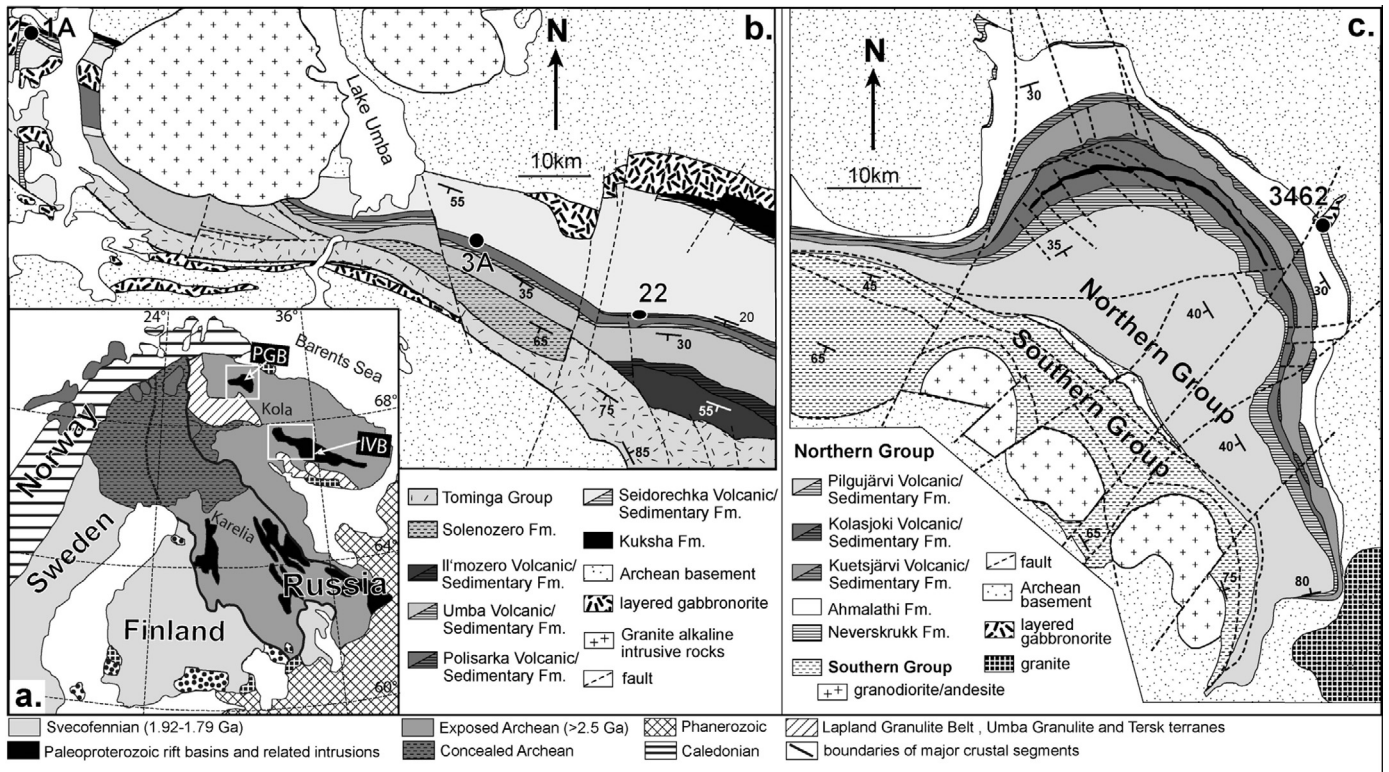 1A
b.
N
10km
Lake Umba
55
3A
35
22
20
30
65
75
55
85
c.
N
10km
30
3462
35
30
45
65
40
Northern Group
Southern Group
40
65
75
80
24°
36°
Barents Sea
PGB
68°
Kola
IVB
Norway
Sweden
Karelia
64°
Russia
Finland
60°
a.
Tominga Group
Solenozero Fm.
Il'mozero Volcanic/
Sedimentary Fm.
Umba Volcanic/
Sedimentary Fm.
Polisarka Volcanic/
Sedimentary Fm.
Seidorechka Volcanic/
Sedimentary Fm.
Kuksha Fm.
Archean basement
layered gabbronorite
Granite alkaline
intrusive rocks
fault
Northern Group
Pilgujärvi Volcanic/
Sedimentary Fm.
Kolasjoki Volcanic/
Sedimentary Fm.
Kuetsjärvi Volcanic/
Sedimentary Fm.
Ahmalathi Fm.
Neverskrukk Fm.
Southern Group
granodiorite/andesite
fault
Archean
basement
layered
gabbronorite
granite
Svecofennian (1.92-1.79 Ga)
Paleoproterozoic rift basins and related intrusions
Exposed Archean (>2.5 Ga)
Concealed Archean
Phanerozoic
Caledonian
Lapland Granulite Belt , Umba Granulite and Tersk terranes
boundaries of major crustal segments